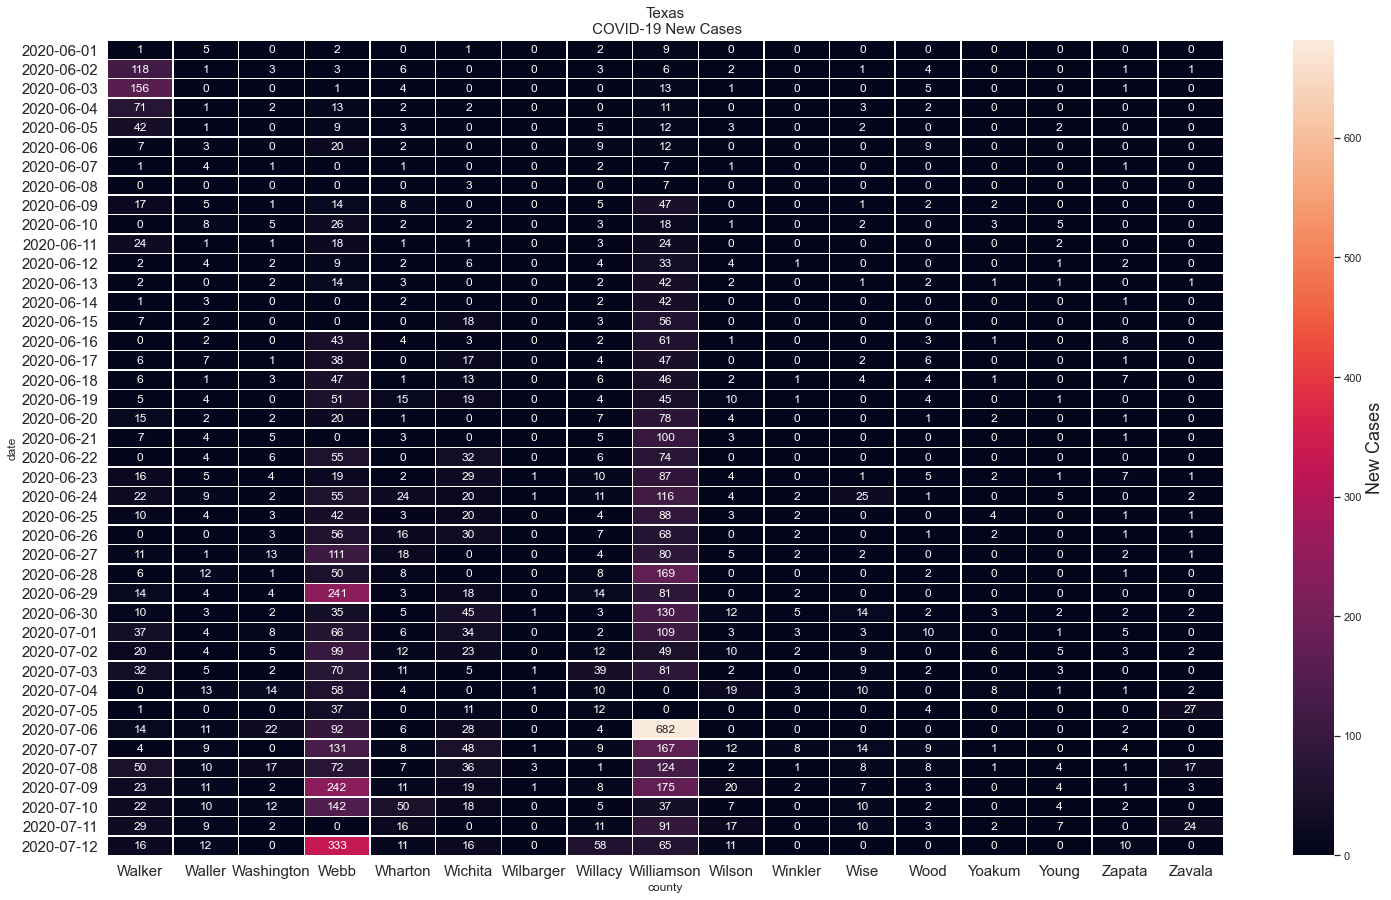 Texas
COVID-19 New Cases
2020-06-01 1 5 0 2 0 1 0 2 9 0 0 0 0 0 0 0 0
2020-06-02 118 1 3 3 6 0 0 3 6 2 0 1 4 0 0 1 1
2020-06-03 156 0 0 1 4 0 0 0 13 1 0 0 5 0 0 1 0
2020-06-04 71 1 2 13 2 2 0 0 11 0 0 3 2 0 0 0 0
2020-06-05 42 1 0 9 3 0 0 5 12 3 0 2 0 0 2 0 0
2020-06-06 7 3 0 20 2 0 0 9 12 0 0 0 9 0 0 0 0
2020-06-07 1 4 1 0 1 0 0 2 7 1 0 0 0 0 0 1 0
2020-06-08 0 0 0 0 0 3 0 0 7 0 0 0 0 0 0 0 0
2020-06-09 17 5 1 14 8 0 0 5 47 0 0 1 2 2 0 0 0
2020-06-10 0 8 5 26 2 2 0 3 18 1 0 2 0 3 5 0 0
2020-06-11 24 1 1 18 1 1 0 3 24 0 0 0 0 0 2 0 0
2020-06-12 2 4 2 9 2 6 0 4 33 4 1 0 0 0 1 2 0
2020-06-13 2 0 2 14 3 0 0 2 42 2 0 1 2 1 1 0 1
2020-06-14 1 3 0 0 2 0 0 2 42 0 0 0 0 0 0 1 0
2020-06-15 7 2 0 0 0 18 0 3 56 0 0 0 0 0 0 0 0
2020-06-16 0 2 0 43 4 3 0 2 61 1 0 0 3 1 0 8 0
2020-06-17 6 7 1 38 0 17 0 4 47 0 0 2 6 0 0 1 0
2020-06-18 6 1 3 47 1 13 0 6 46 2 1 4 4 1 0 7 0
2020-06-19 5 4 0 51 15 19 0 4 45 10 1 0 4 0 1 0 0
2020-06-20 15 2 2 20 1 0 0 7 78 4 0 0 1 2 0 1 0
2020-06-21 7 4 5 0 3 0 0 5 100 3 0 0 0 0 0 1 0
2020-06-22 0 4 6 55 0 32 0 6 74 0 0 0 0 0 0 0 0
2020-06-23 16 5 4 19 2 29 1 10 87 4 0 1 5 2 1 7 1
2020-06-24 22 9 2 55 24 20 1 11 116 4 2 25 1 0 5 0 2
2020-06-25 10 4 3 42 3 20 0 4 88 3 2 0 0 4 0 1 1
2020-06-26 0 0 3 56 16 30 0 7 68 0 2 0 1 2 0 1 1
2020-06-27 11 1 13 111 18 0 0 4 80 5 2 2 0 0 0 2 1
2020-06-28 6 12 1 50 8 0 0 8 169 0 0 0 2 0 0 1 0
2020-06-29 14 4 4 241 3 18 0 14 81 0 2 0 0 0 0 0 0
2020-06-30 10 3 2 35 5 45 1 3 130 12 5 14 2 3 2 2 2
2020-07-01 37 4 8 66 6 34 0 2 109 3 3 3 10 0 1 5 0
2020-07-02 20 4 5 99 12 23 0 12 49 10 2 9 0 6 5 3 2
2020-07-03 32 5 2 70 11 5 1 39 81 2 0 9 2 0 3 0 0
2020-07-04 0 13 14 58 4 0 1 10 0 19 3 10 0 8 1 1 2
2020-07-05 1 0 0 37 0 11 0 12 0 0 0 0 4 0 0 0 27
2020-07-06 14 11 22 92 6 28 0 4 682 0 0 0 0 0 0 2 0
2020-07-07 4 9 0 131 8 48 1 9 167 12 8 14 9 1 0 4 0
2020-07-08 50 10 17 72 7 36 3 1 124 2 1 8 8 1 4 1 17
2020-07-09 23 11 2 242 11 19 1 8 175 20 2 7 3 0 4 1 3
2020-07-10 22 10 12 142 50 18 0 5 37 7 0 10 2 0 4 2 0
2020-07-11 29 9 2 0 16 0 0 11 91 17 0 10 3 2 7 0 24
2020-07-12 16 12 0 333 11 16 0 58 65 11 0 0 0 0 0 10 0
Walker Waller Washington Webb Wharton Wichita Wilbarger Willacy Williamson Wilson Winkler Wise Wood Yoakum Young Zapata Zavala
county
date
600
500
400
300
200
100
0
New Cases